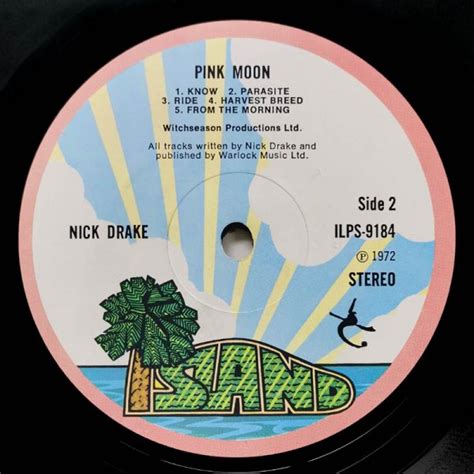 PINK MOON
1. KNOW 2. PARASITE
3. RIDE 4. HARVEST BREED
5. FROM THE MORNING
Witchseason Productions Ltd.
All tracks written by Nick Drake and
published by Warlock Music Ltd.
NICK DRAKE
Side 2
ILPS-9184
Ⓟ 1972
STEREO
ISLAND